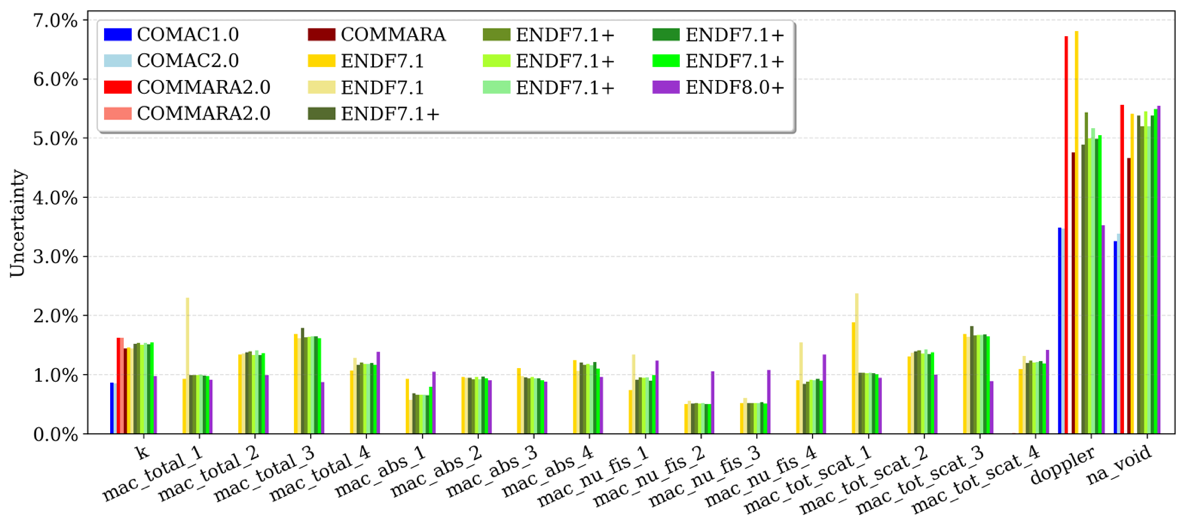 7.0%
6.0%
5.0%
4.0%
3.0%
2.0%
1.0%
0.0%
Uncertainty
COMAC1.0
COMAC2.0
COMMARA2.0
COMMARA2.0
COMMARA
ENDF7.1
ENDF7.1
ENDF7.1+
ENDF7.1+
ENDF7.1+
ENDF7.1+
ENDF7.1+
ENDF7.1+
ENDF8.0+
k
mac_total_1
mac_total_2
mac_total_3
mac_total_4
mac_abs_1
mac_abs_2
mac_abs_3
mac_abs_4
mac_nu_fis_1
mac_nu_fis_2
mac_nu_fis_3
mac_nu_fis_4
mac_tot_scat_1
mac_tot_scat_2
mac_tot_scat_3
mac_tot_scat_4
doppler
na_void